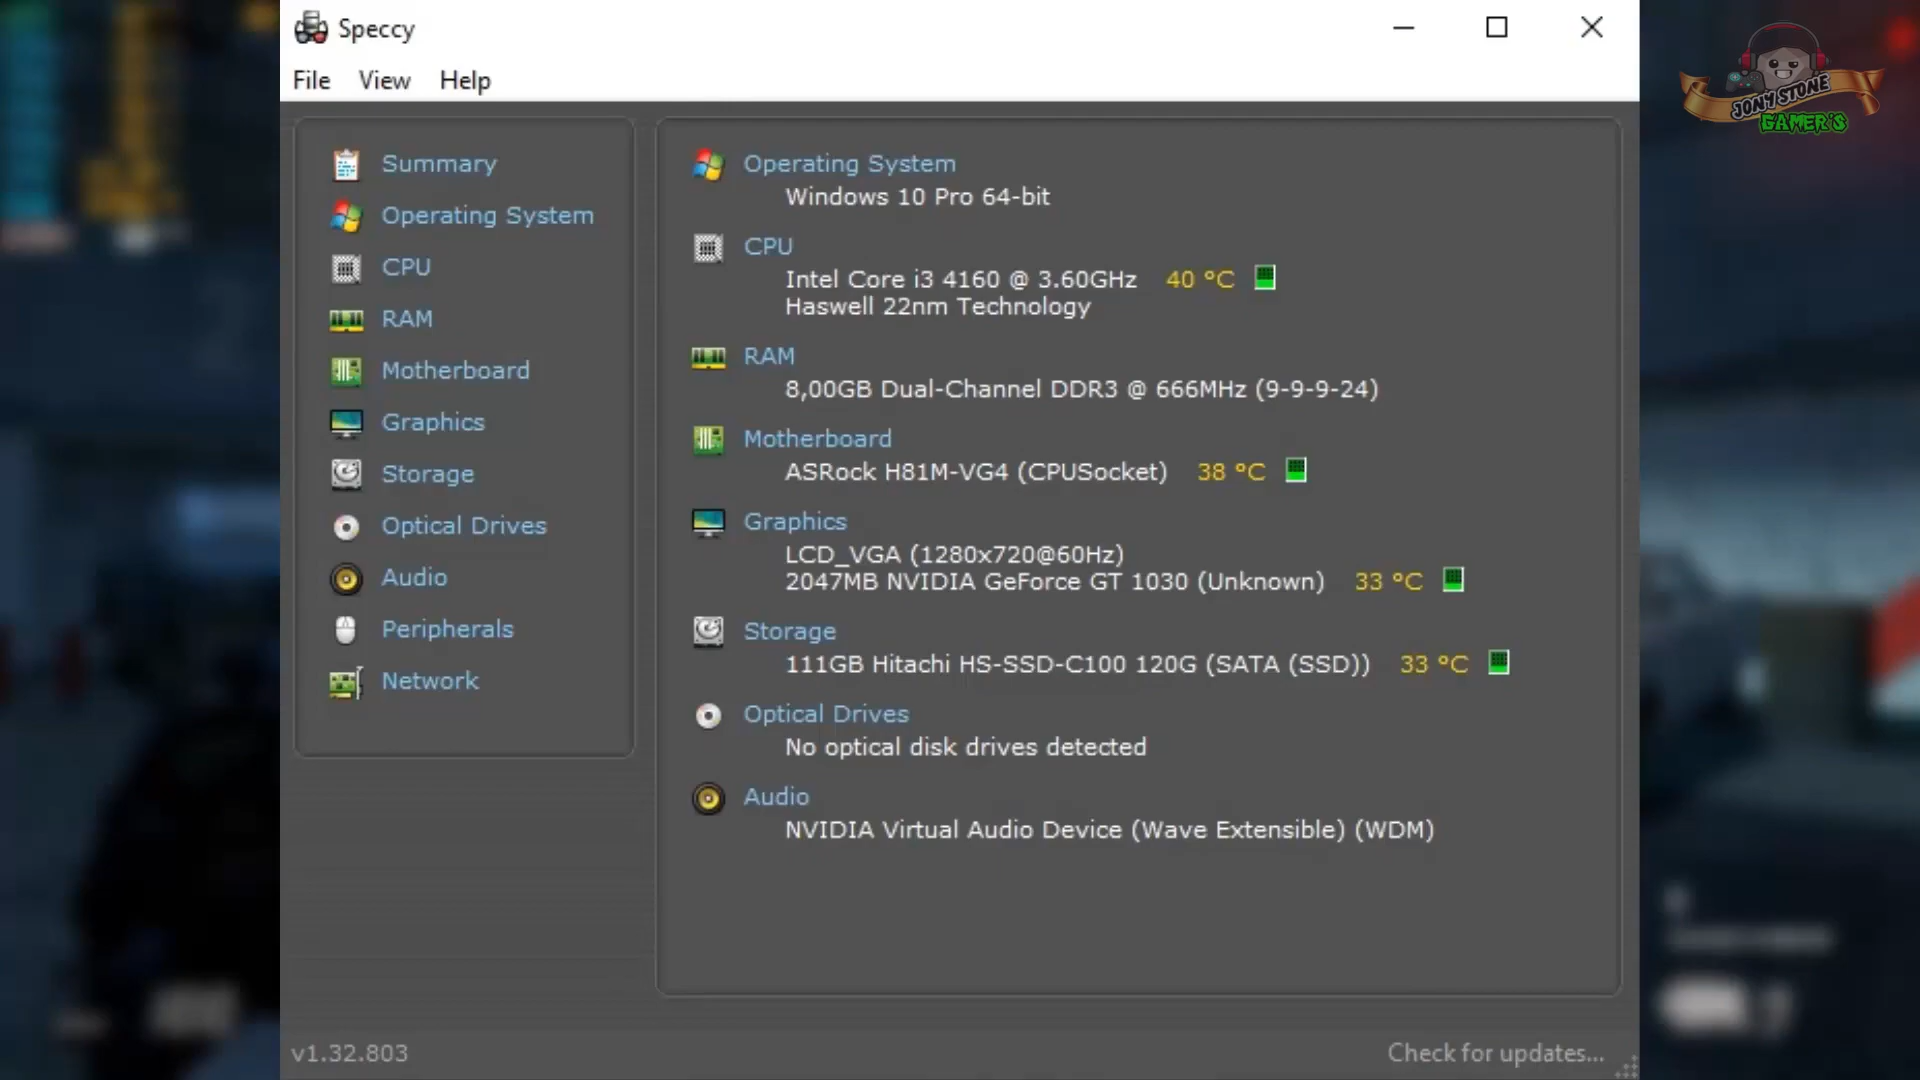 Speccy
File View Help
JONY STONE
GAMER'S
Summary
Operating System
CPU
RAM
Motherboard
Graphics
Storage
Optical Drives
Audio
Peripherals
Network
Operating System
Windows 10 Pro 64-bit
CPU
Intel Core i3 4160 @ 3.60GHz 40 °C
Haswell 22nm Technology
RAM
8,00GB Dual-Channel DDR3 @ 666MHz (9-9-9-24)
Motherboard
ASRock H81M-VG4 (CPUSocket) 38 °C
Graphics
LCD_VGA (1280x720@60Hz)
2047MB NVIDIA GeForce GT 1030 (Unknown) 33 °C
Storage
111GB Hitachi HS-SSD-C100 120G (SATA (SSD)) 33 °C
Optical Drives
No optical disk drives detected
Audio
NVIDIA Virtual Audio Device (Wave Extensible) (WDM)
v1.32.803
Check for updates...